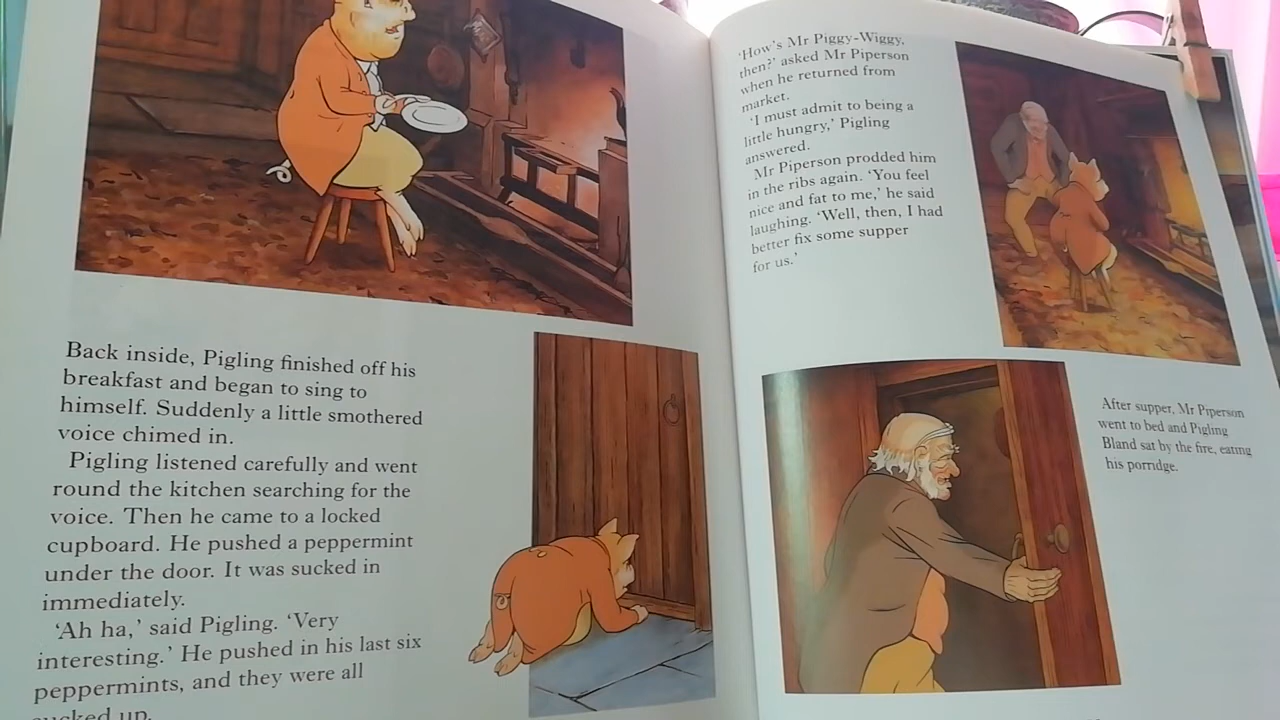 Back inside, Pigling finished off his
breakfast and began to sing to
himself. Suddenly a little smothered
voice chimed in.
Pigling listened carefully and went
round the kitchen searching for the
voice. Then he came to a locked
cupboard. He pushed a peppermint
under the door. It was sucked in
immediately.
‘Ah ha,’ said Pigling. ‘Very
interesting.’ He pushed in his last six
peppermints, and they were all
sucked up.
‘How’s Mr Piggy-Wiggy,
then?’ asked Mr Piperson
when he returned from
market.
‘I must admit to being a
little hungry,’ Pigling
answered.
Mr Piperson prodded him
in the ribs again. ‘You feel
nice and fat to me,’ he said
laughing. ‘Well, then, I had
better fix some supper
for us.’
After supper, Mr Piperson
went to bed and Pigling
Bland sat by the fire, eating
his porridge.